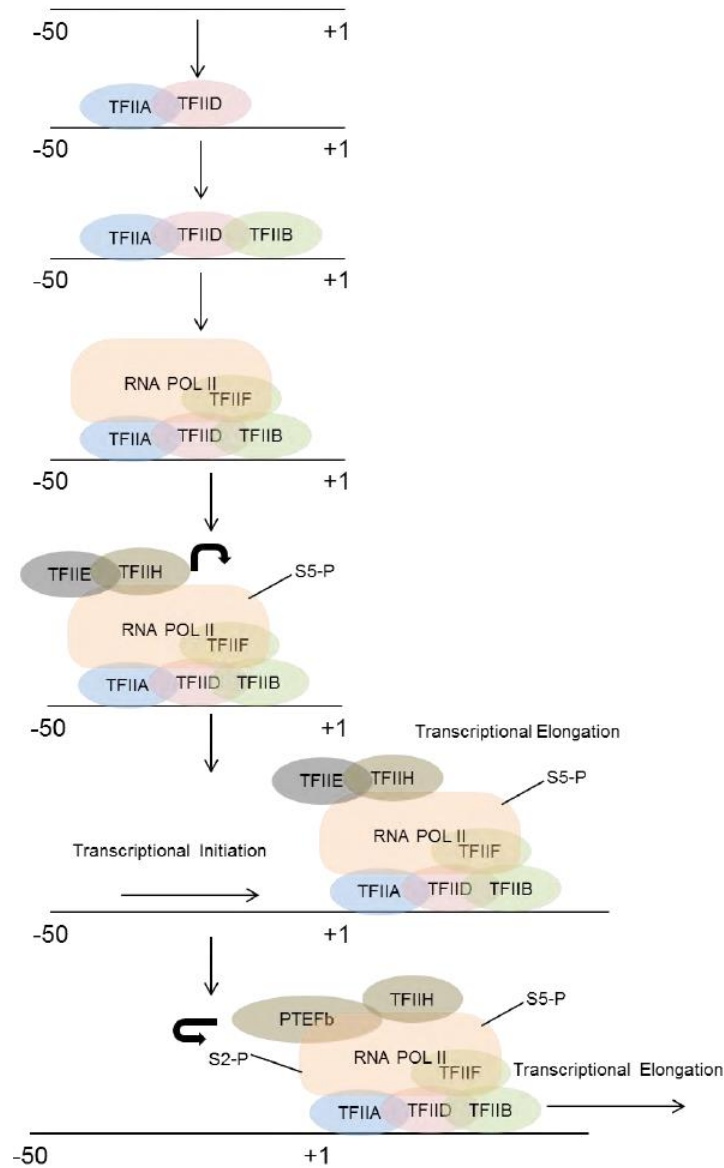 -50 +1
TFIIA TFIID
-50 +1
TFIIA TFIID TFIIB
-50 +1
RNA POL II
TFIIF
TFIIA TFIID TFIIB
-50 +1
TFIIE TFIIH S5-P
RNA POL II
TFIIF
TFIIA TFIID TFIIB
-50 +1
Transcriptional Elongation
TFIIE TFIIH S5-P
RNA POL II
Transcriptional Initiation TFIIF
TFIIA TFIID TFIIB
-50 +1
TFIIH S5-P
PTEFb
S2-P RNA POL II
TFIIF Transcriptional Elongation
TFIIA TFIID TFIIB
-50 +1